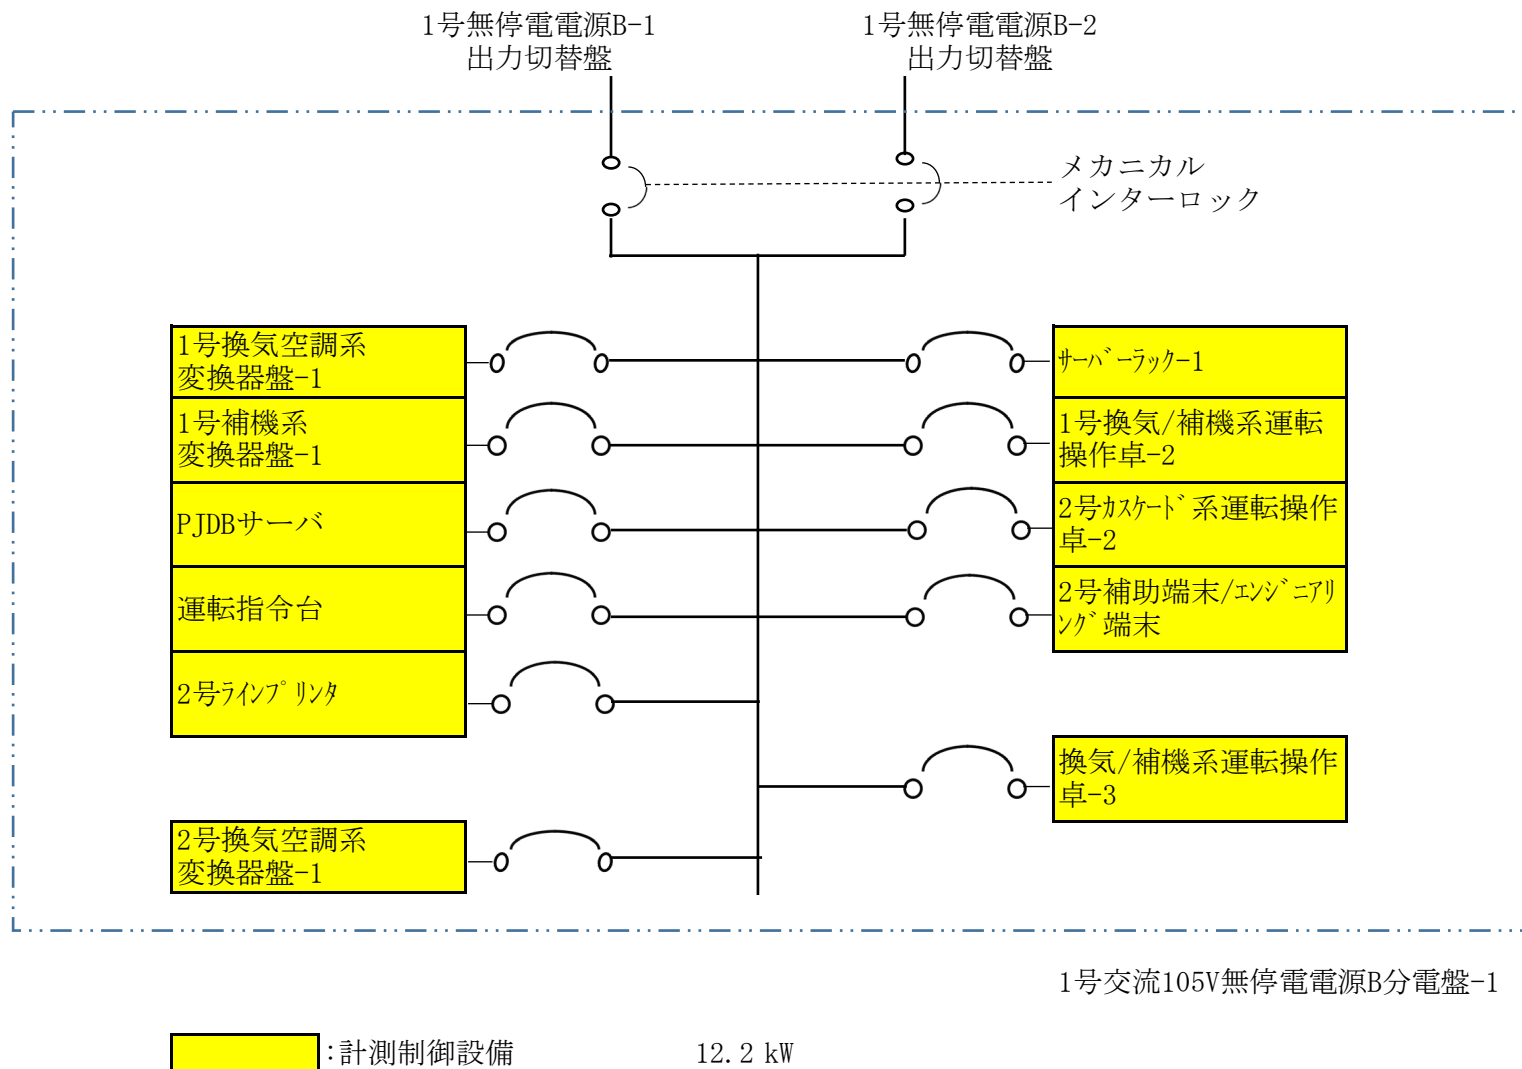 1号無停電電源B-1
出力切替盤
1号無停電電源B-2
出力切替盤
メカニカル
インターロック
1号換気空調系
変換器盤-1
サーバーラック-1
1号補機系
変換器盤-1
1号換気/補機系運転
操作卓-2
PJDBサーバ
2号カスケード系運転操作
卓-2
運転指令台
2号補助端末/エンジニアリ
ング端末
2号ラインプリンタ
換気/補機系運転操作
卓-3
2号換気空調系
変換器盤-1
1号交流105V無停電電源B分電盤-1
:計測制御設備
12.2 kW